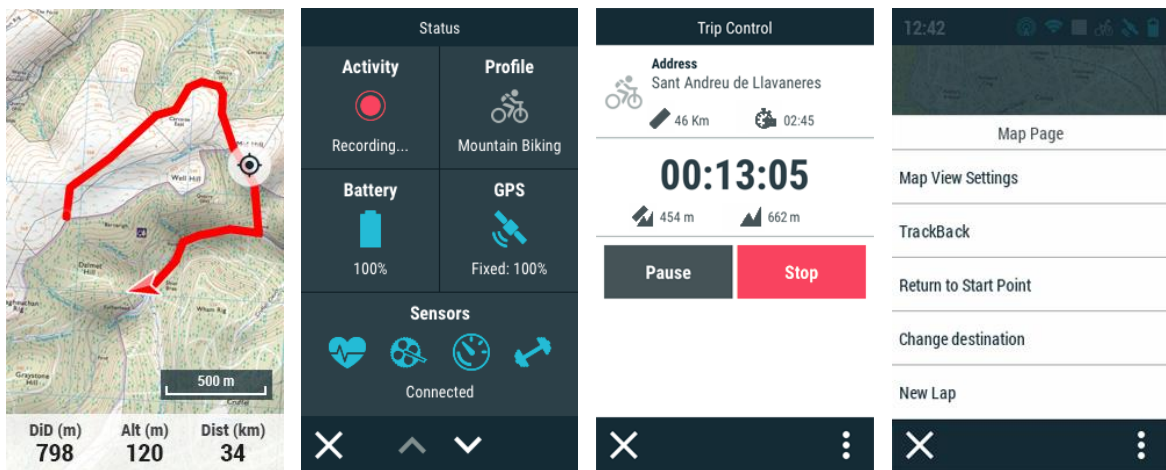 Wall Hill
500 m
DiD (m) Alt (m) Dist (km)
798 120 34
Status
Activity Profile
Recording... Mountain Biking
Battery GPS
100% Fixed: 100%
Sensors
Connected
Trip Control
Address
Sant Andreu de Llavaneres
46 Km 02:45
00:13:05
454 m 662 m
Pause Stop
12:42
Map Page
Map View Settings
TrackBack
Return to Start Point
Change destination
New Lap